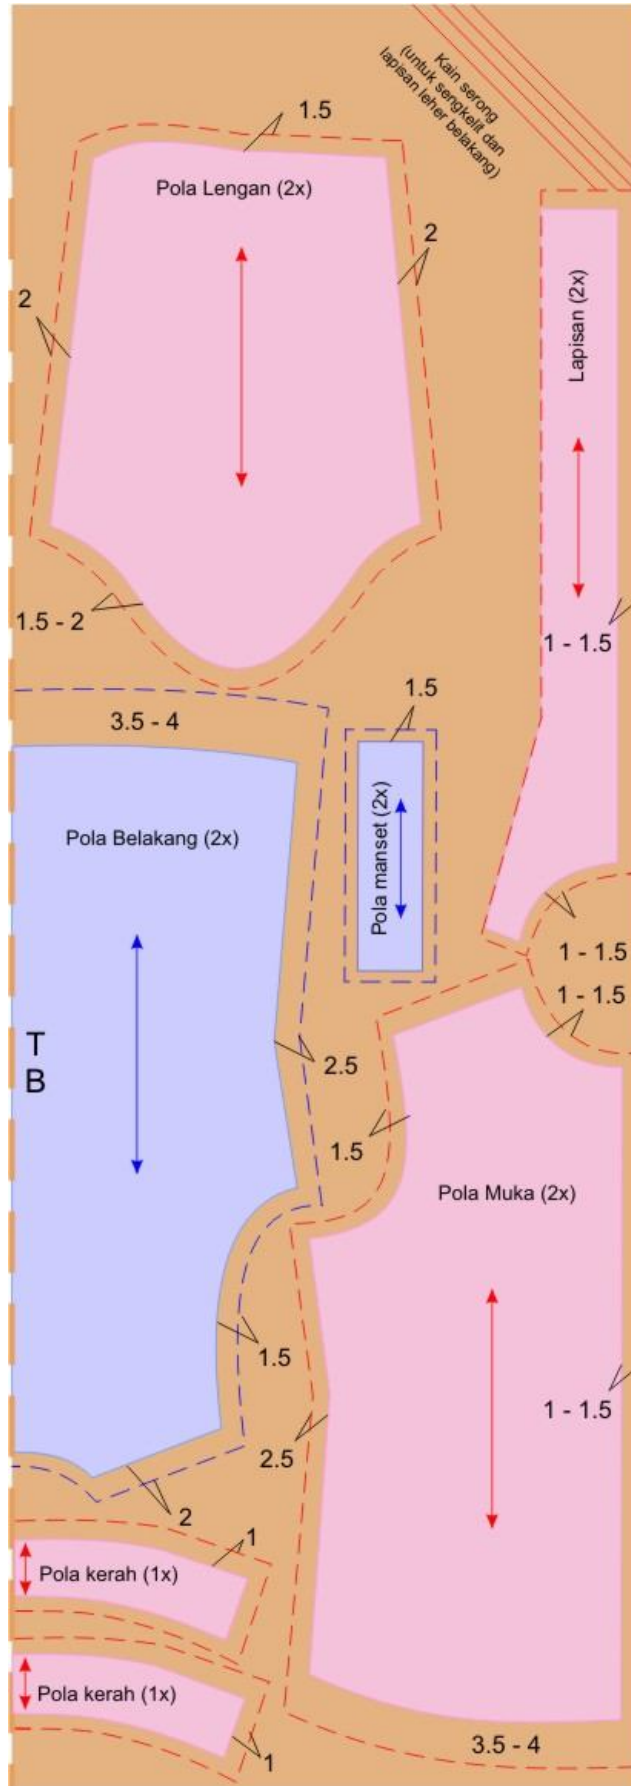 Kain serong
(untuk sengkelit dan
lapisan leher belakang)
1.5
Pola Lengan (2x)
2
2
Lapisan (2x)
1.5 - 2
1 - 1.5
1.5
3.5 - 4
Pola Belakang (2x)
Pola manset (2x)
1 - 1.5
1 - 1.5
T
B
2.5
1.5
Pola Muka (2x)
1.5
1 - 1.5
2.5
2
1
Pola kerah (1x)
Pola kerah (1x)
3.5 - 4
1